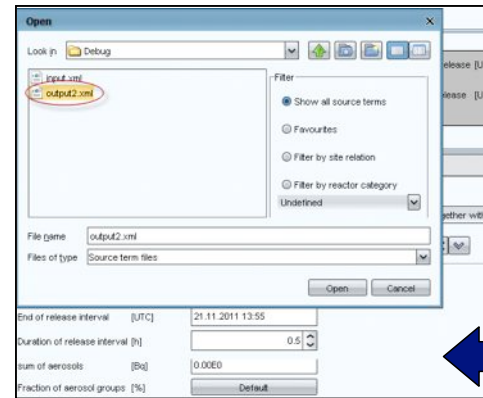 Open
Look in Debug
input.xml
output2.xml
Filter
Show all source terms
Favourites
Filter by site relation
Filter by reactor category
Undefined
File name output2.xml
Files of type Source term files
Open Cancel
elease [U
lease [U
gether with
End of release interval [UTC] 21.11.2011 13:55
Duration of release interval [h] 0.5
sum of aerosols [Bq] 0.00E0
Fraction of aerosol groups [%] Default